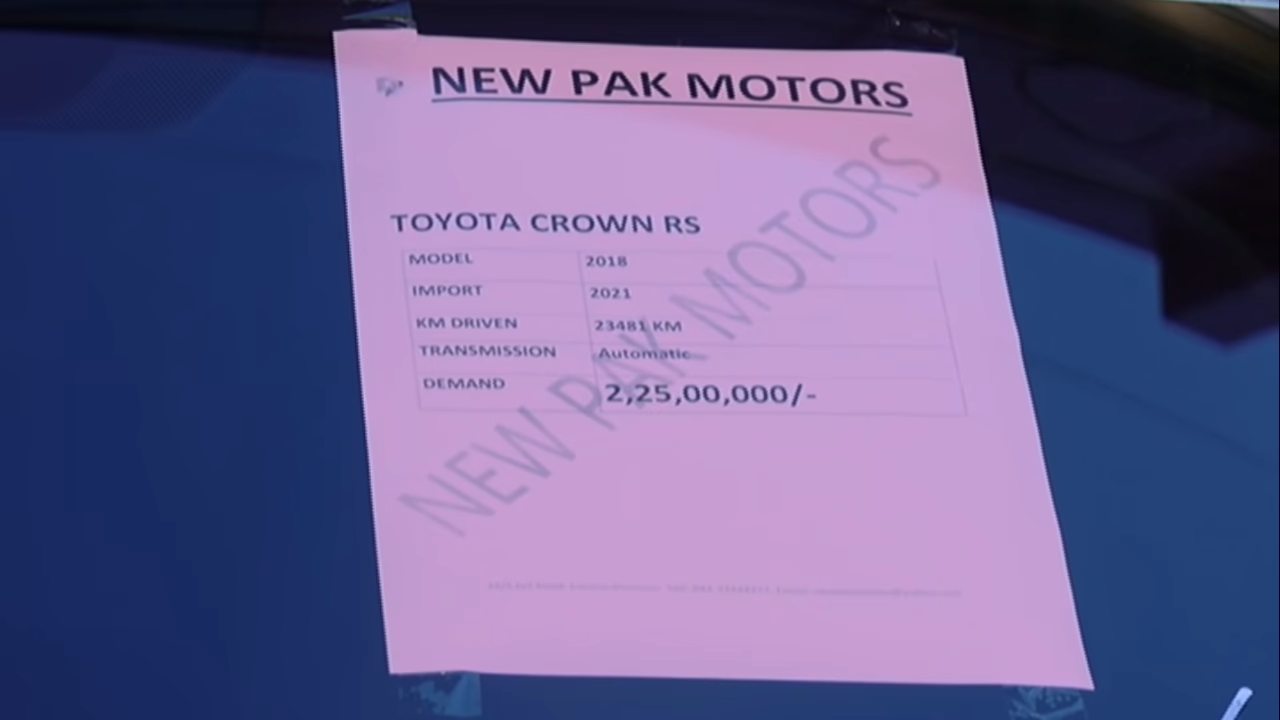 NEW PAK MOTORS
TOYOTA CROWN RS
MODEL 2018
IMPORT 2021
KM DRIVEN 23481 KM
TRANSMISSION Automatic
DEMAND 2,25,00,000/-
NEW PAK MOTORS